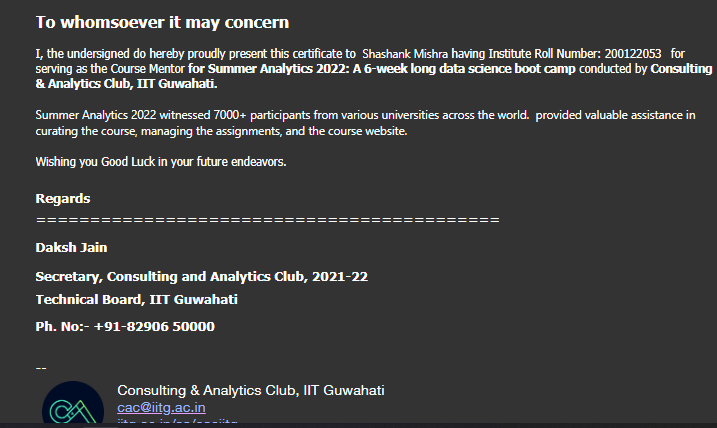 To whomsoever it may concern
I, the undersigned do hereby proudly present this certificate to Shashank Mishra having Institute Roll Number: 200122053 for
serving as the Course Mentor for Summer Analytics 2022: A 6-week long data science boot camp conducted by Consulting
& Analytics Club, IIT Guwahati.
Summer Analytics 2022 witnessed 7000+ participants from various universities across the world. provided valuable assistance in
curating the course, managing the assignments, and the course website.
Wishing you Good Luck in your future endeavors.
Regards
===========================================
Daksh Jain
Secretary, Consulting and Analytics Club, 2021-22
Technical Board, IIT Guwahati
Ph. No:- +91-82906 50000
--
Consulting & Analytics Club, IIT Guwahati
cac@iitg.ac.in